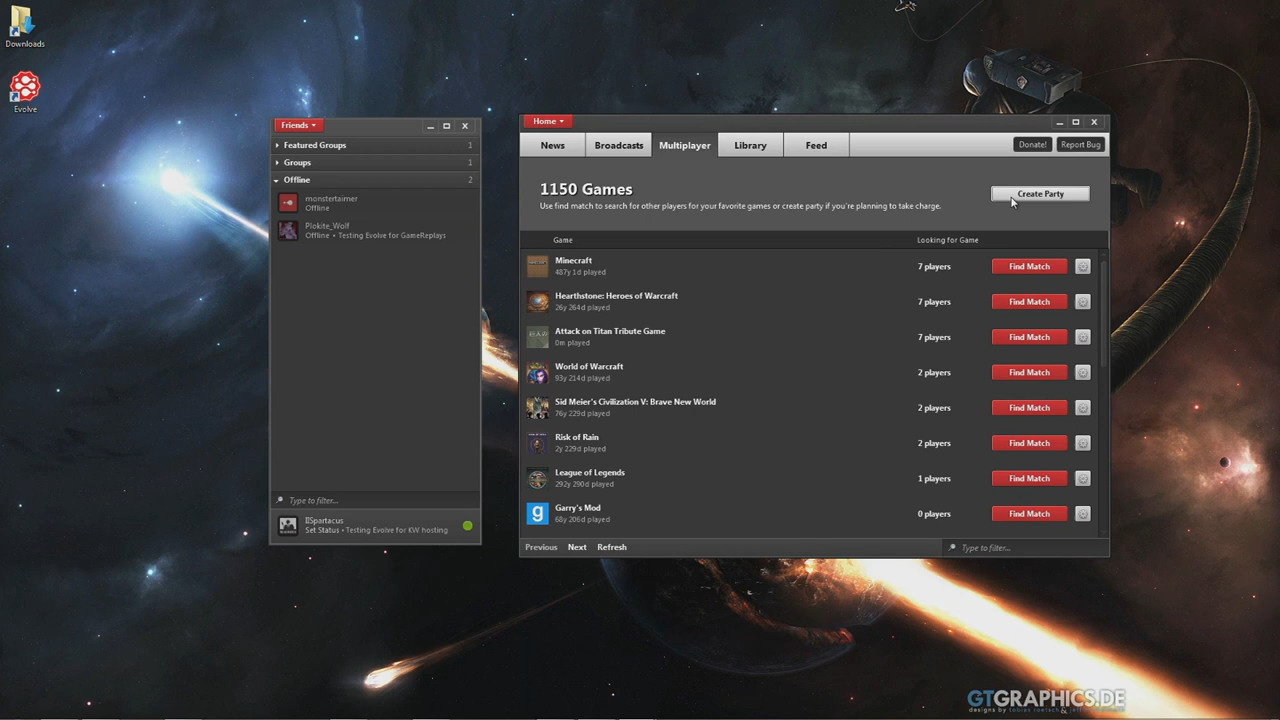 Downloads
Evolve
Friends
Featured Groups 1
Groups 1
Offline 2
monstertaimer
Offline
Plokite_Wolf
Offline • Testing Evolve for GameReplays
Type to filter...
IlSpartacus
Set Status • Testing Evolve for KW hosting
Home
News Broadcasts Multiplayer Library Feed Donate! Report Bug
1150 Games
Create Party
Use find match to search for other players for your favorite games or create party if you're planning to take charge.
Game Looking for Game
Minecraft
487y 1d played
7 players Find Match
Hearthstone: Heroes of Warcraft
26y 264d played
7 players Find Match
Attack on Titan Tribute Game
0m played
7 players Find Match
World of Warcraft
93y 214d played
2 players Find Match
Sid Meier's Civilization V: Brave New World
76y 229d played
2 players Find Match
Risk of Rain
2y 229d played
2 players Find Match
League of Legends
292y 290d played
1 players Find Match
Garry's Mod
68y 206d played
0 players Find Match
Previous Next Refresh Type to filter...
GTGRAPHICS.DE